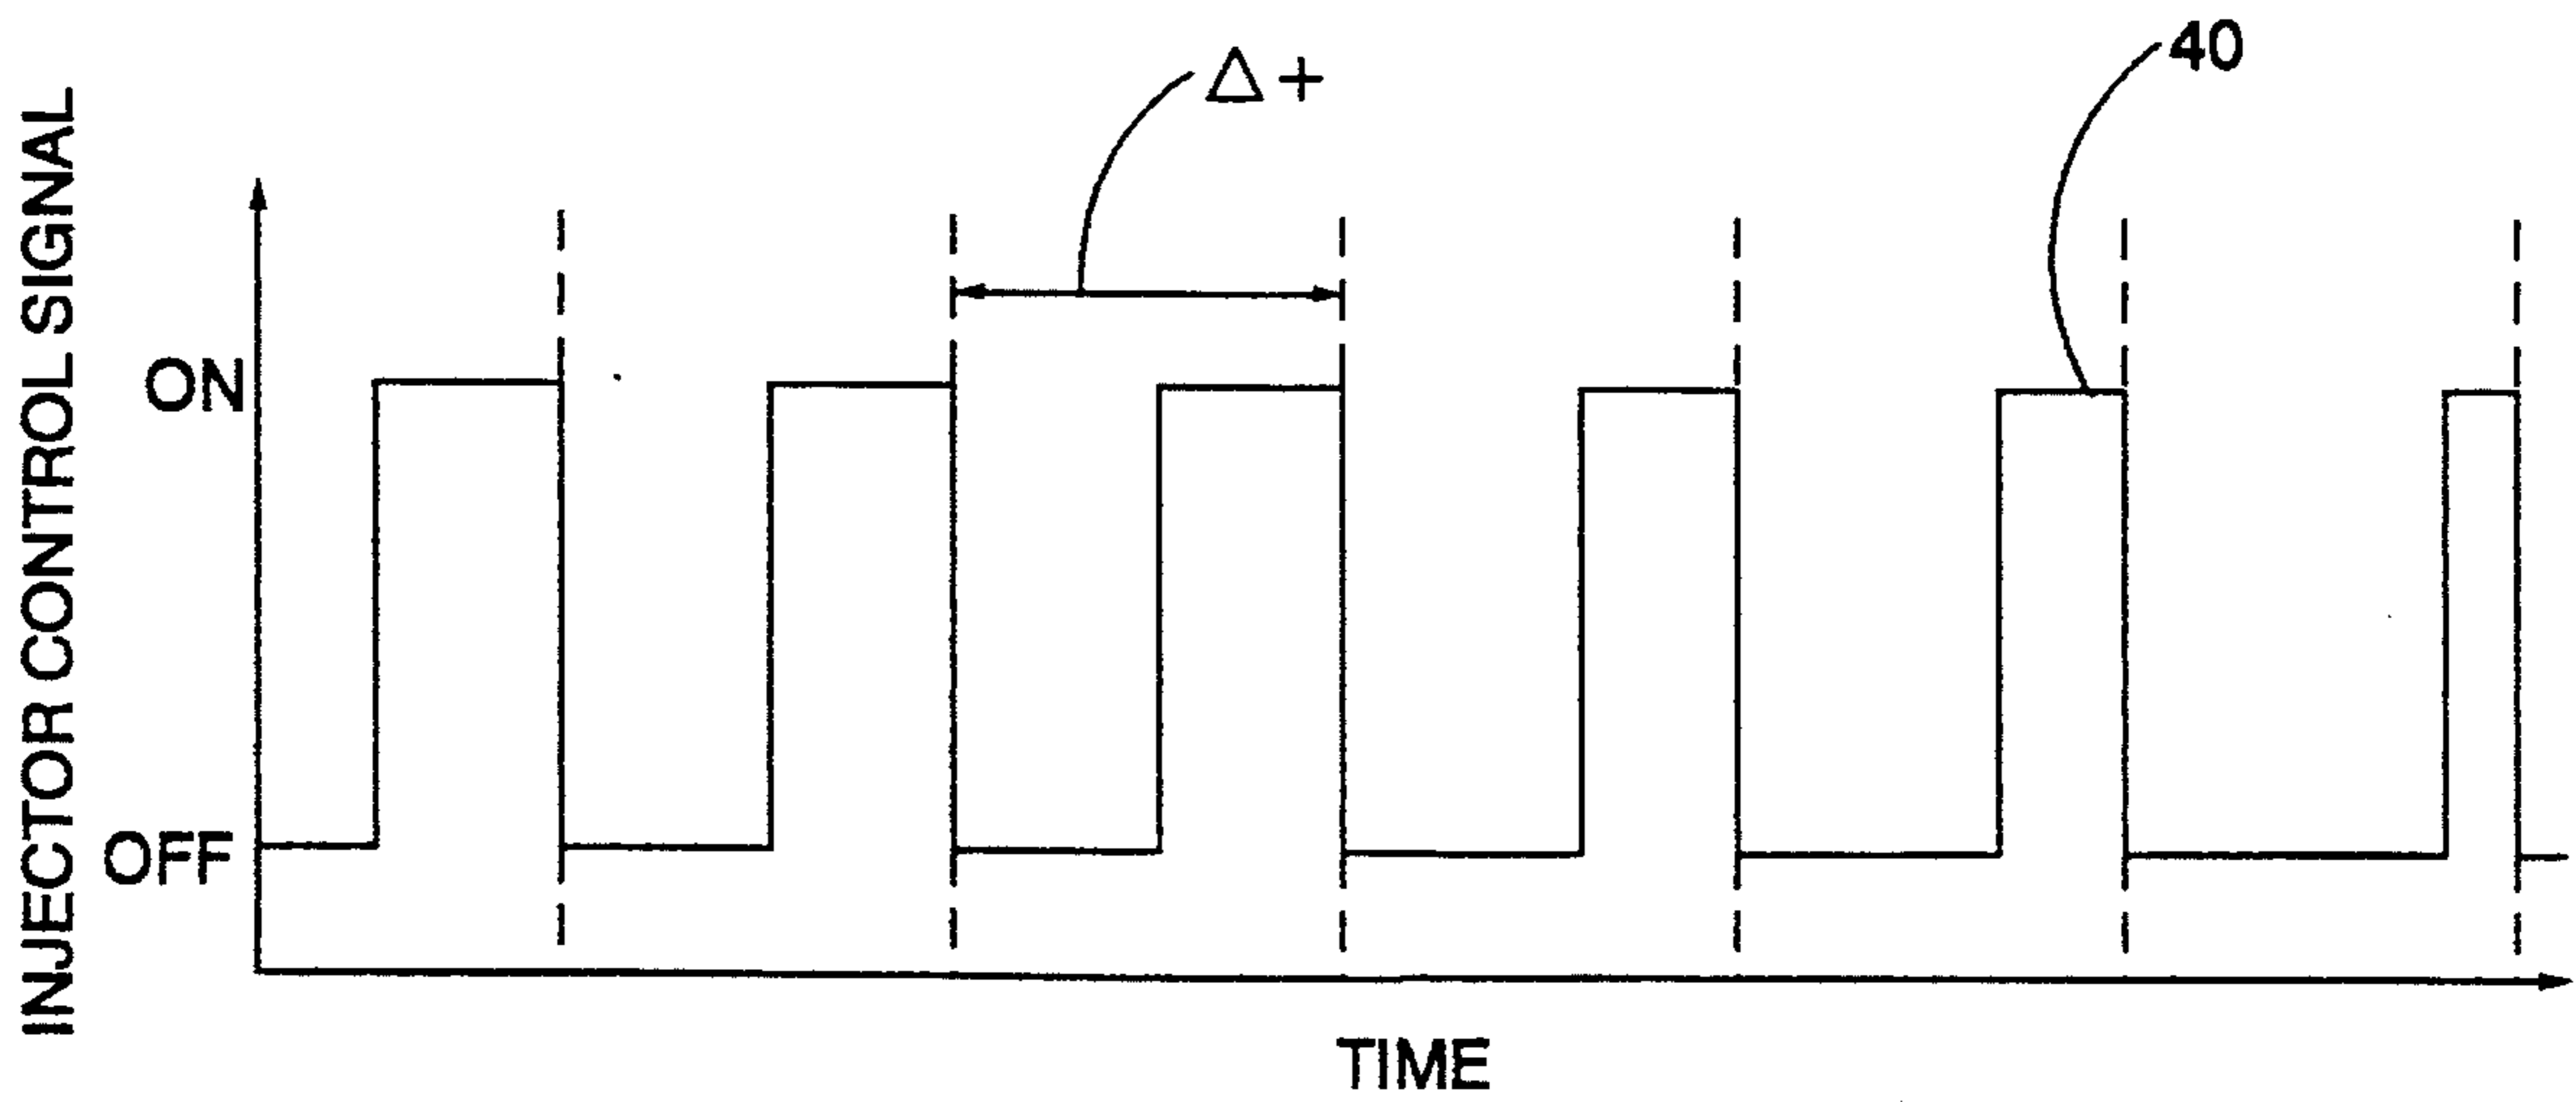 Δ+
40
INJECTOR CONTROL SIGNAL
ON
OFF
TIME